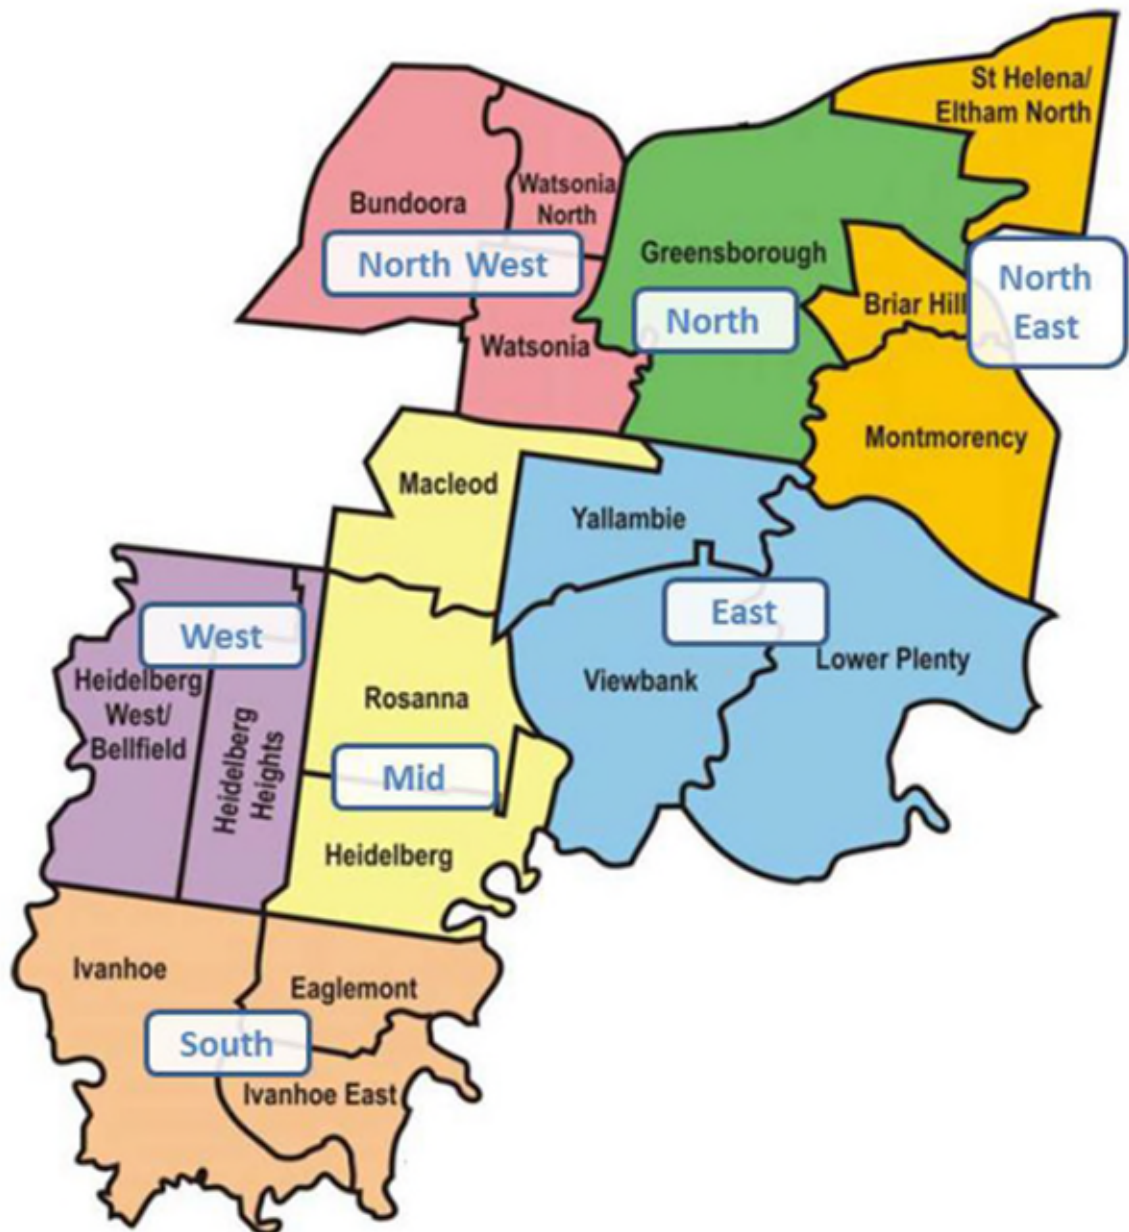 St Helena/
Eltham North
Bundoora
Watsonia
North
North West
Greensborough
North
East
Briar Hill
North
Watsonia
Montmorency
Macleod
Yallambie
East
West
Viewbank
Lower Plenty
Heidelberg
West/
Bellfield
Rosanna
Heidelberg
Heights
Mid
Heidelberg
Ivanhoe
Eaglemont
South
Ivanhoe East